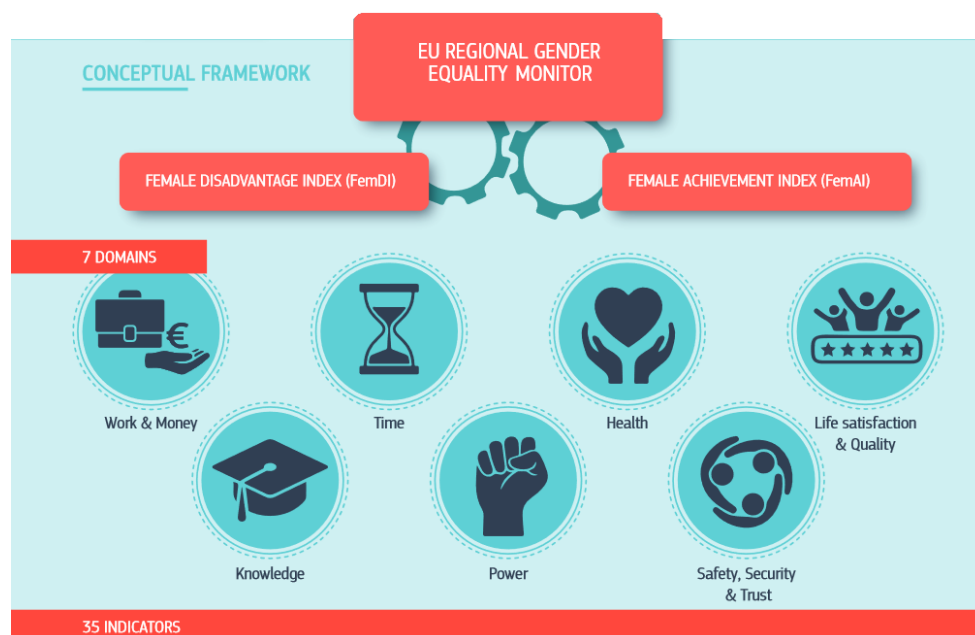 EU REGIONAL GENDER
EQUALITY MONITOR
CONCEPTUAL FRAMEWORK
FEMALE DISADVANTAGE INDEX (FemDI)
FEMALE ACHIEVEMENT INDEX (FemAI)
7 DOMAINS
€
Work & Money
Time
Health
Life satisfaction
& Quality
Knowledge
Power
Safety, Security
& Trust
35 INDICATORS